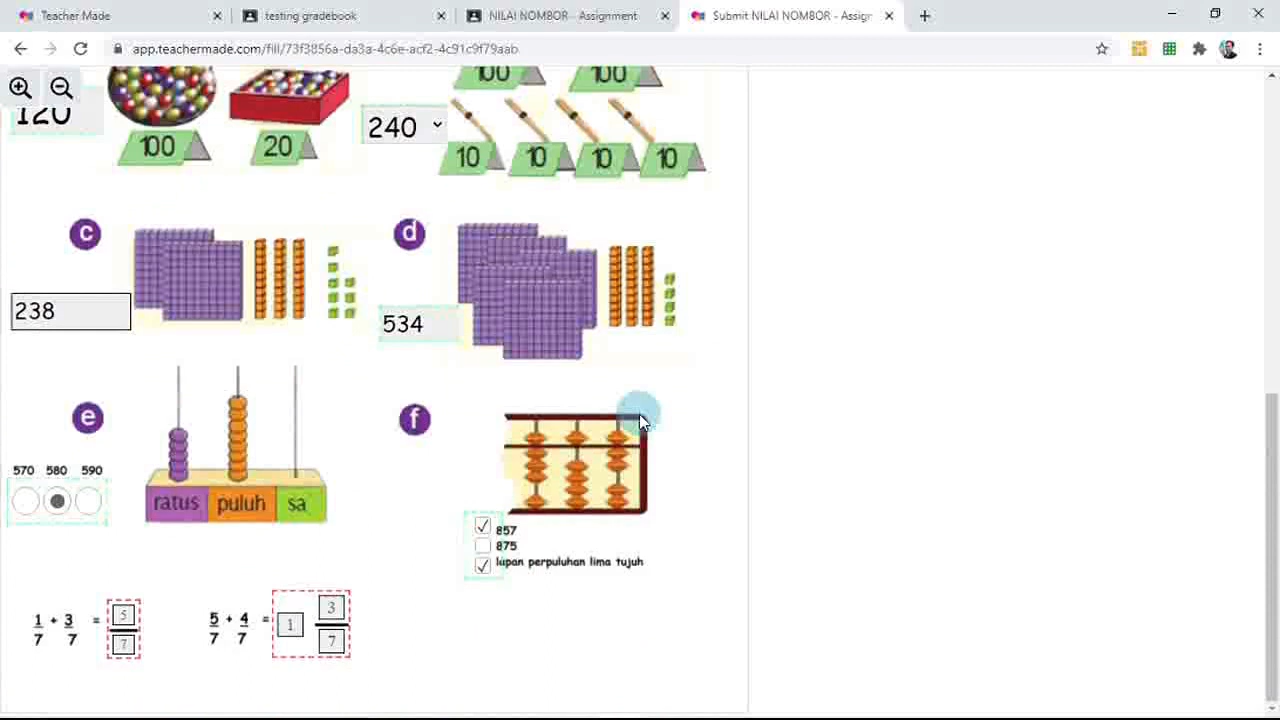 Teacher Made
testing gradebook
NILAI NOMBOR - Assignment
Submit NILAI NOMBOR - Assign
app.teachermade.com/fill/73f3856a-da3a-4c6e-acf2-4c91c9f79aab
120
100
20
240
100
100
10
10
10
10
c
d
238
534
e
f
570 580 590
ratus puluh sa
857
875
lapan perpuluhan lima tujuh
1/7 + 3/7 = 5/7
5/7 + 4/7 = 1 3/7